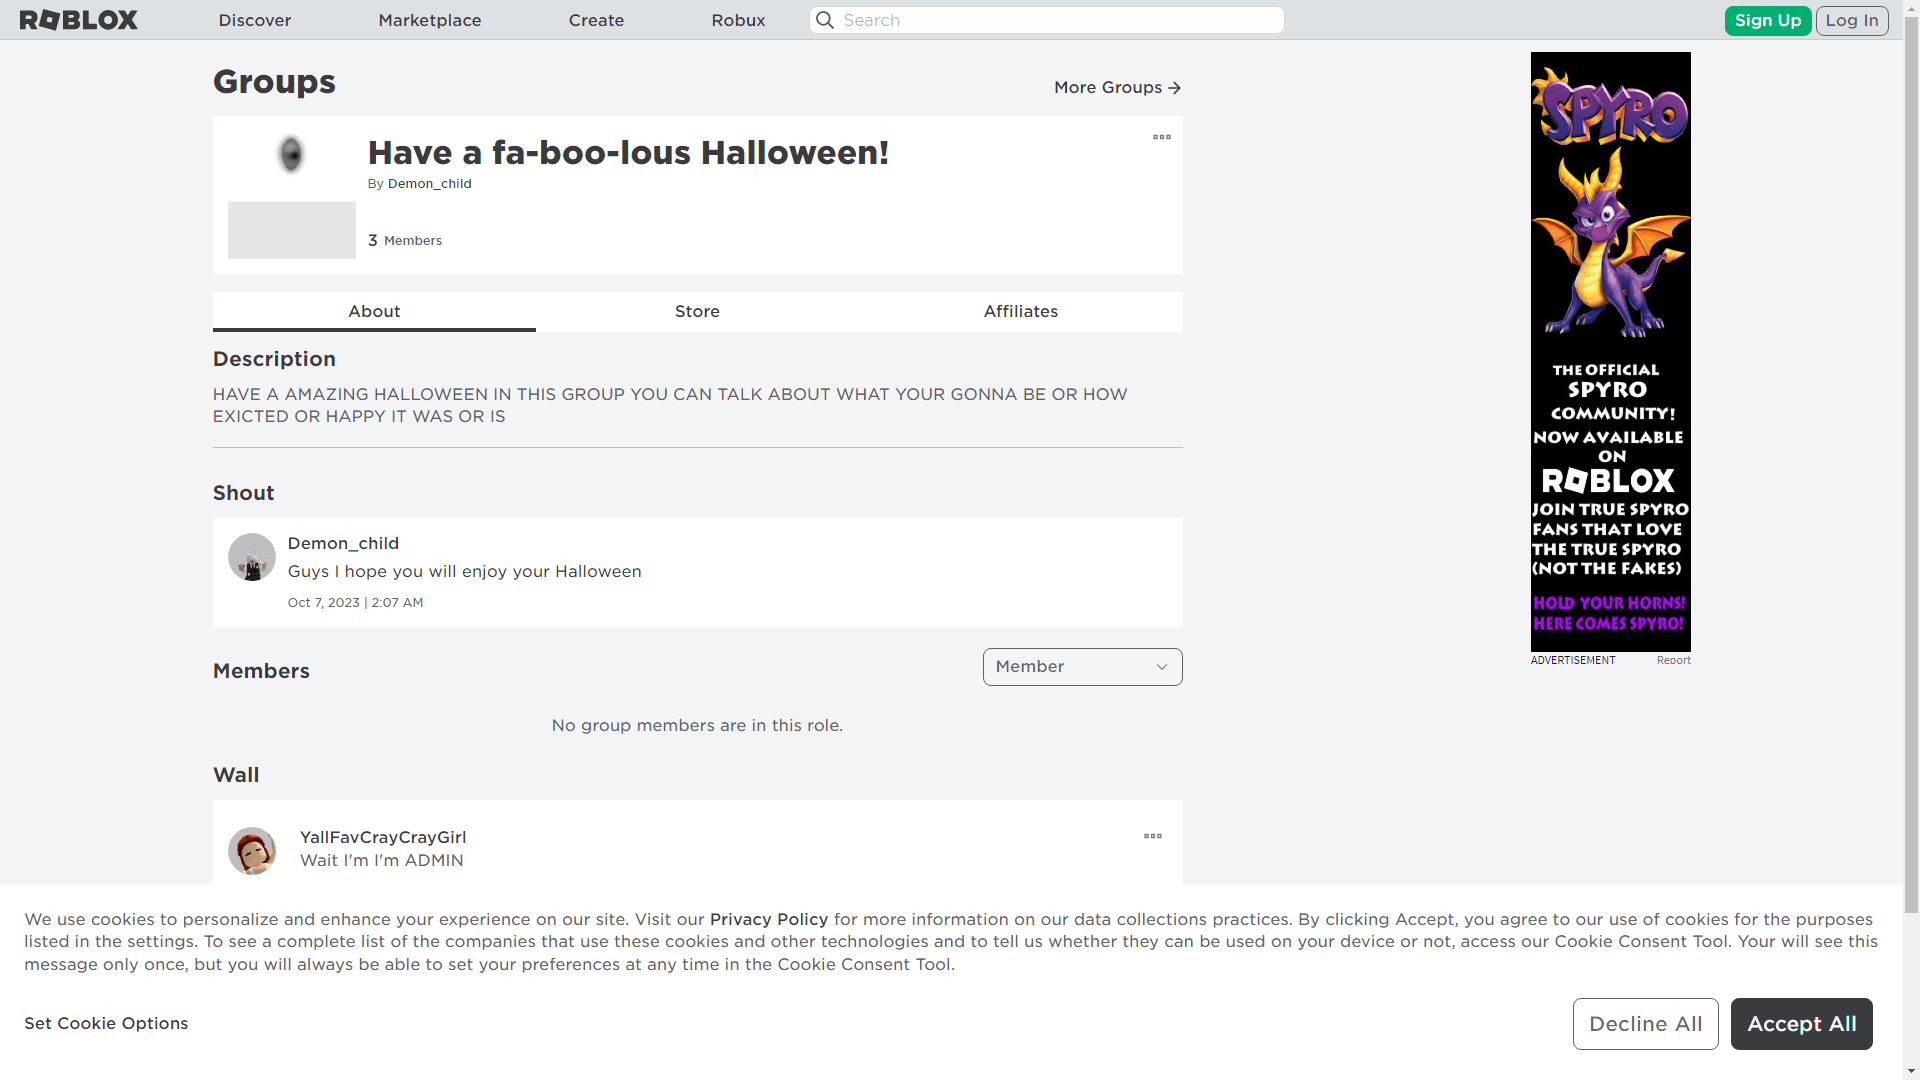 ROBLOX
Discover
Marketplace
Create
Robux
Search
Sign Up
Log In
Groups
More Groups
Have a fa-boo-lous Halloween!
By Demon_child
3 Members
About
Store
Affiliates
Description
HAVE A AMAZING HALLOWEEN IN THIS GROUP YOU CAN TALK ABOUT WHAT YOUR GONNA BE OR HOW
EXICTED OR HAPPY IT WAS OR IS
Shout
Demon_child
Guys I hope you will enjoy your Halloween
Oct 7, 2023 | 2:07 AM
Members
Member
No group members are in this role.
Wall
YallFavCrayCrayGirl
Wait I'm I'm ADMIN
SPYRO
THE OFFICIAL
SPYRO
COMMUNITY!
NOW AVAILABLE
ON
ROBLOX
JOIN TRUE SPYRO
FANS THAT LOVE
THE TRUE SPYRO
(NOT THE FAKES)
HOLD YOUR HORNS!
HERE COMES SPYRO!
ADVERTISEMENT
Report
We use cookies to personalize and enhance your experience on our site. Visit our Privacy Policy for more information on our data collections practices. By clicking Accept, you agree to our use of cookies for the purposes
listed in the settings. To see a complete list of the companies that use these cookies and other technologies and to tell us whether they can be used on your device or not, access our Cookie Consent Tool. Your will see this
message only once, but you will always be able to set your preferences at any time in the Cookie Consent Tool.
Set Cookie Options
Decline All
Accept All